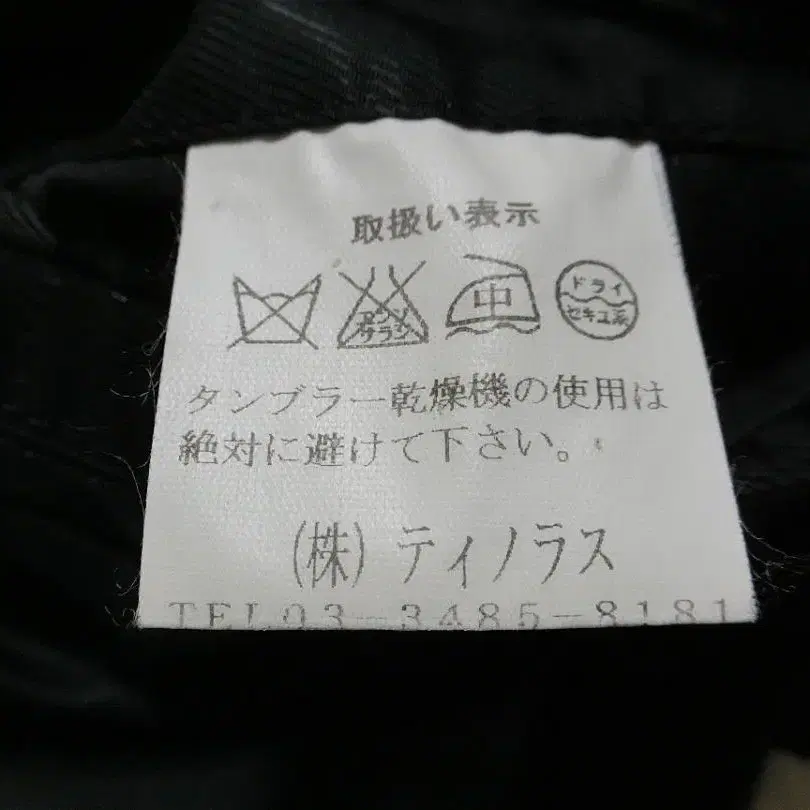 取扱い表示
エンソ サラシ 中 ドライ セキユ系
タンブラー乾燥機の使用は
絶対に避けて下さい。
(株) ティノラス
TEL03-3485-8181